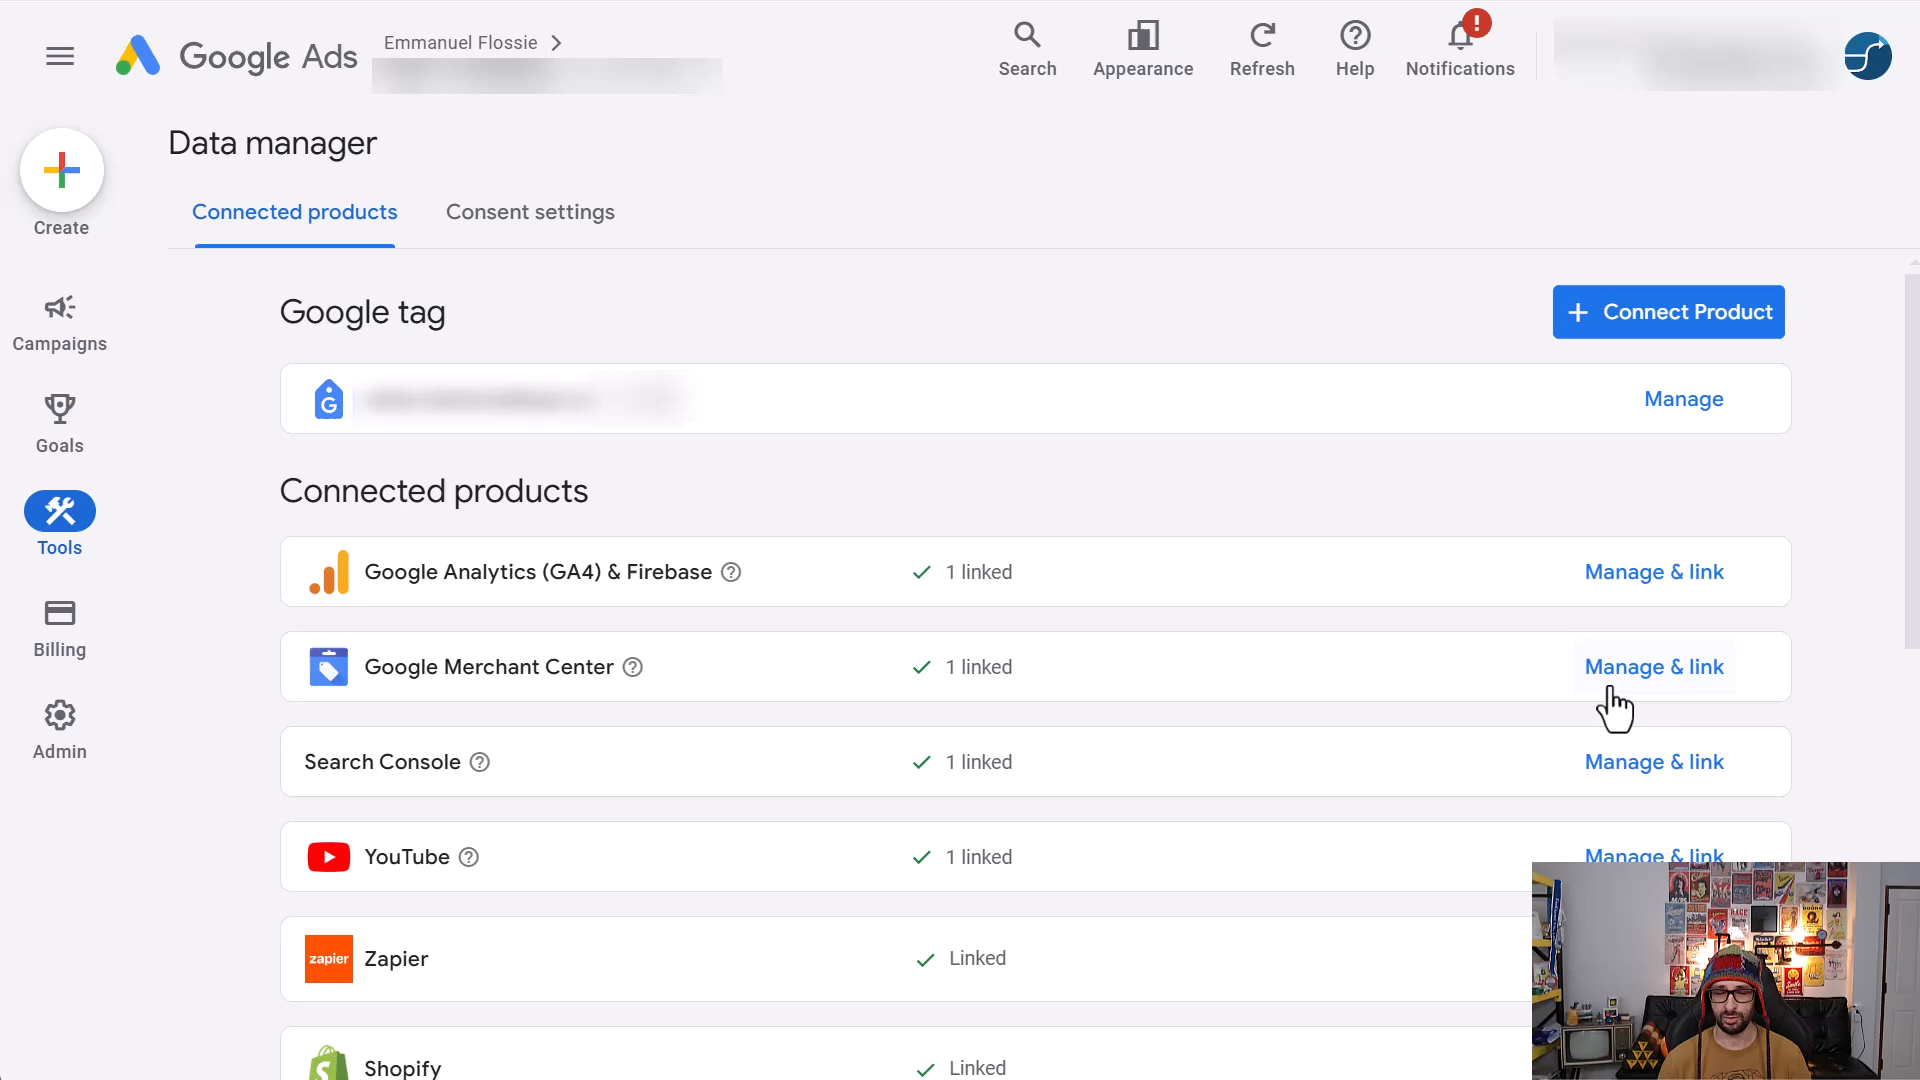 Google Ads
Emmanuel Flossie
Search
Appearance
Refresh
Help
Notifications
Create
Campaigns
Goals
Tools
Billing
Admin
Data manager
Connected products
Consent settings
Google tag
Connect Product
Manage
Connected products
Google Analytics (GA4) & Firebase
1 linked
Manage & link
Google Merchant Center
1 linked
Manage & link
Search Console
1 linked
Manage & link
YouTube
1 linked
Manage & link
zapier
Zapier
Linked
Shopify
Linked